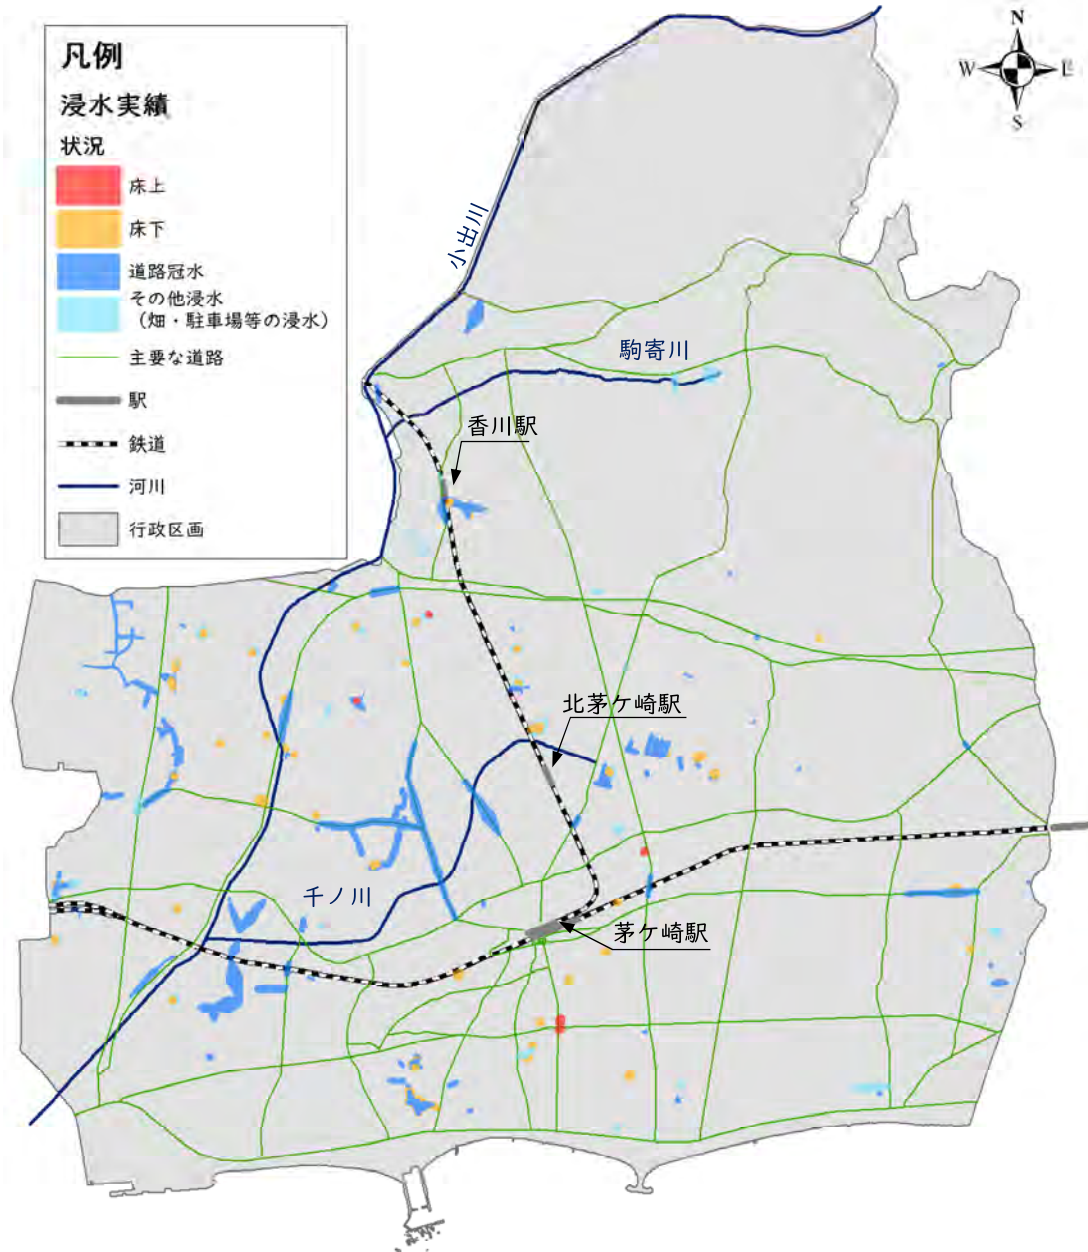 凡例
浸水実績
状況
床上
床下
道路冠水
その他浸水
（畑・駐車場等の浸水）
主要な道路
駅
鉄道
河川
行政区画
N
W
E
S
小出川
駒寄川
香川駅
北茅ケ崎駅
千ノ川
茅ケ崎駅